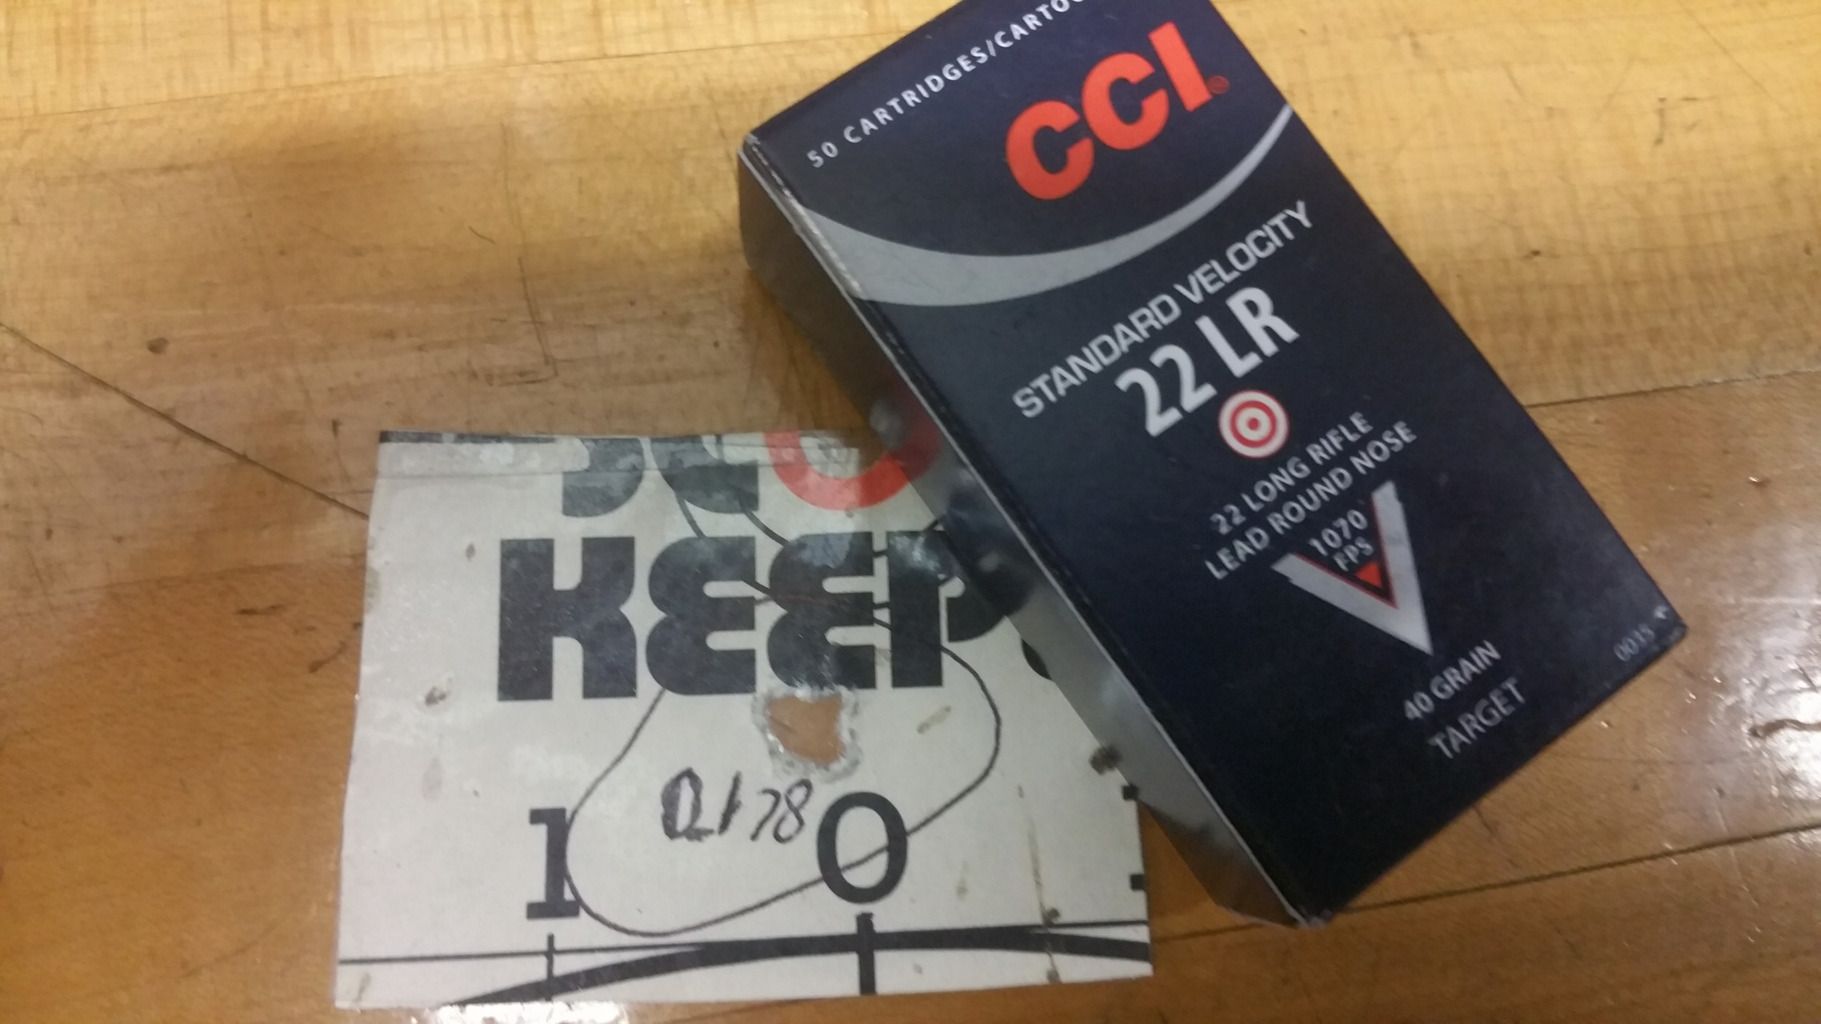 50 CARTRIDGES/CARTO
CCI®
STANDARD VELOCITY
22 LR
22 LONG RIFLE
LEAD ROUND NOSE
1070
FPS
40 GRAIN
TARGET
0035
KEEP
0.178
1 0